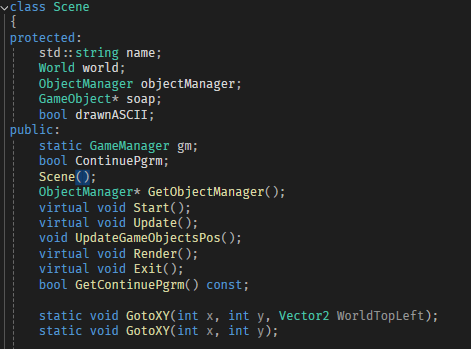 class Scene
{
protected:
std::string name;
World world;
ObjectManager objectManager;
GameObject* soap;
bool drawnASCII;
public:
static GameManager gm;
bool ContinuePgrm;
Scene();
ObjectManager* GetObjectManager();
virtual void Start();
virtual void Update();
void UpdateGameObjectsPos();
virtual void Render();
virtual void Exit();
bool GetContinuePgrm() const;
static void GotoXY(int x, int y, Vector2 WorldTopLeft);
static void GotoXY(int x, int y);